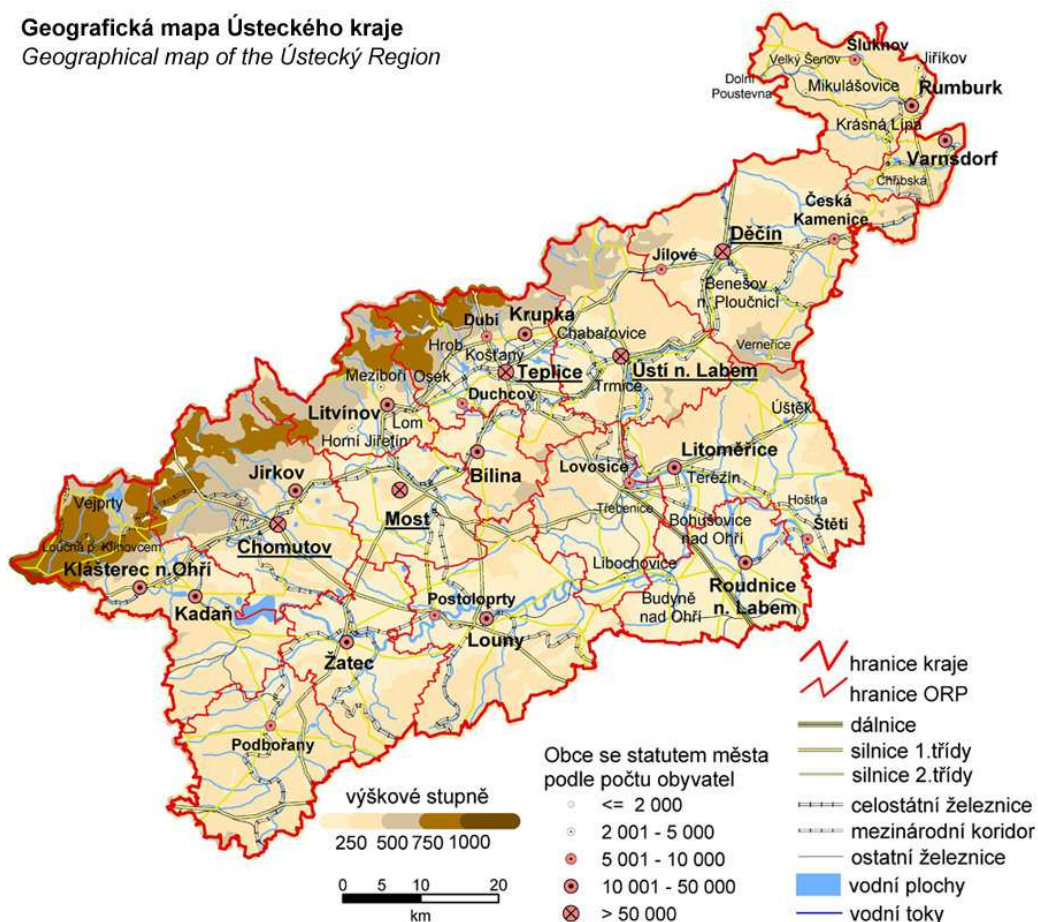 Geografická mapa Ústeckého kraje
Geographical map of the Ústecký Region
Šluknov
Velký Šenov
Jiříkov
Dolní
Poustevna
Mikulášovice
Rumburk
Krásná Lípa
Varnsdorf
Chřibská
Česká
Kamenice
Děčín
Jílové
Benešov
n. Ploučnicí
Dubí
Krupka
Chabařovice
Verneřice
Hrob
Košťany
Meziboří
Osek
Teplice
Ústí n. Labem
Trmice
Duchcov
Litvínov
Lom
Horní Jiřetín
Úštěk
Litoměřice
Bílina
Lovosice
Terezín
Jirkov
Hoštka
Třebenice
Vejprty
Most
Bohušovice
nad Ohří
Štětí
Loučná p. Klínovcem
Chomutov
Klášterec n.Ohří
Libochovice
Roudnice
n. Labem
Kadaň
Postoloprty
Budyně
nad Ohří
Louny
Žatec
Podbořany
hranice kraje
hranice ORP
dálnice
silnice 1.třídy
silnice 2.třídy
celostátní železnice
mezinárodní koridor
ostatní železnice
vodní plochy
vodní toky
Obce se statutem města
podle počtu obyvatel
<= 2 000
2 001 - 5 000
5 001 - 10 000
10 001 - 50 000
> 50 000
výškové stupně
250 500 750 1000
0 10 20
km